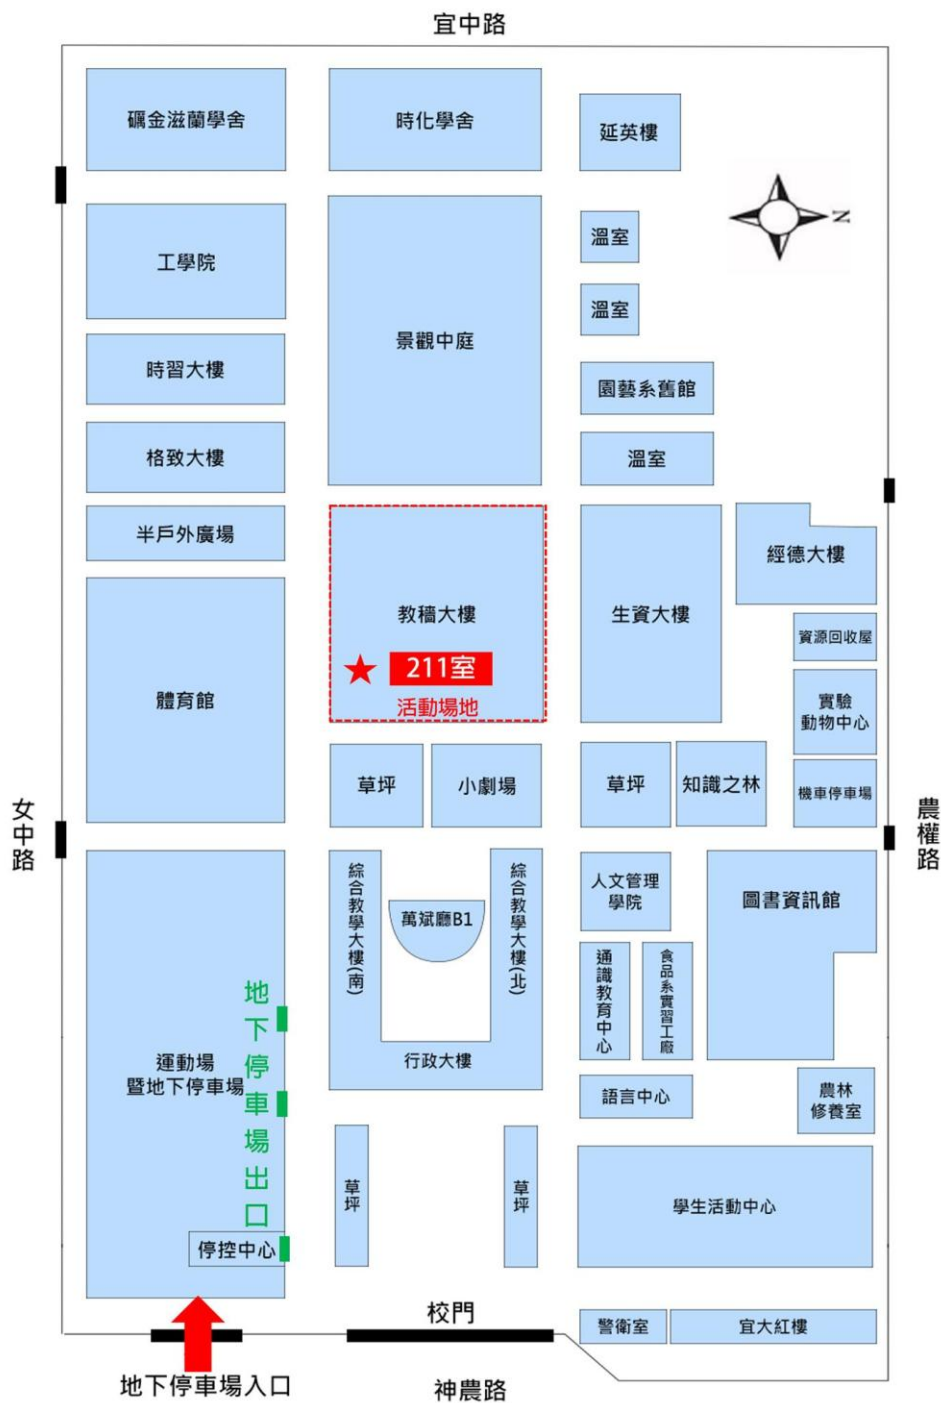 宜中路
礪金滋蘭學舍
時化學舍
延英樓
N
工學院
溫室
溫室
時習大樓
景觀中庭
園藝系舊館
格致大樓
溫室
半戶外廣場
教穡大樓
211室
活動場地
生資大樓
經德大樓
資源回收屋
體育館
實驗
動物中心
草坪
小劇場
草坪
知識之林
機車停車場
女中路
農權路
綜合教學大樓(南)
萬斌廳B1
綜合教學大樓(北)
人文管理
學院
圖書資訊館
通識教育中心
食品系實習工廠
地下停車場出口
運動場
暨地下停車場
行政大樓
語言中心
農林
修養室
草坪
草坪
學生活動中心
停控中心
校門
警衛室
宜大紅樓
地下停車場入口
神農路